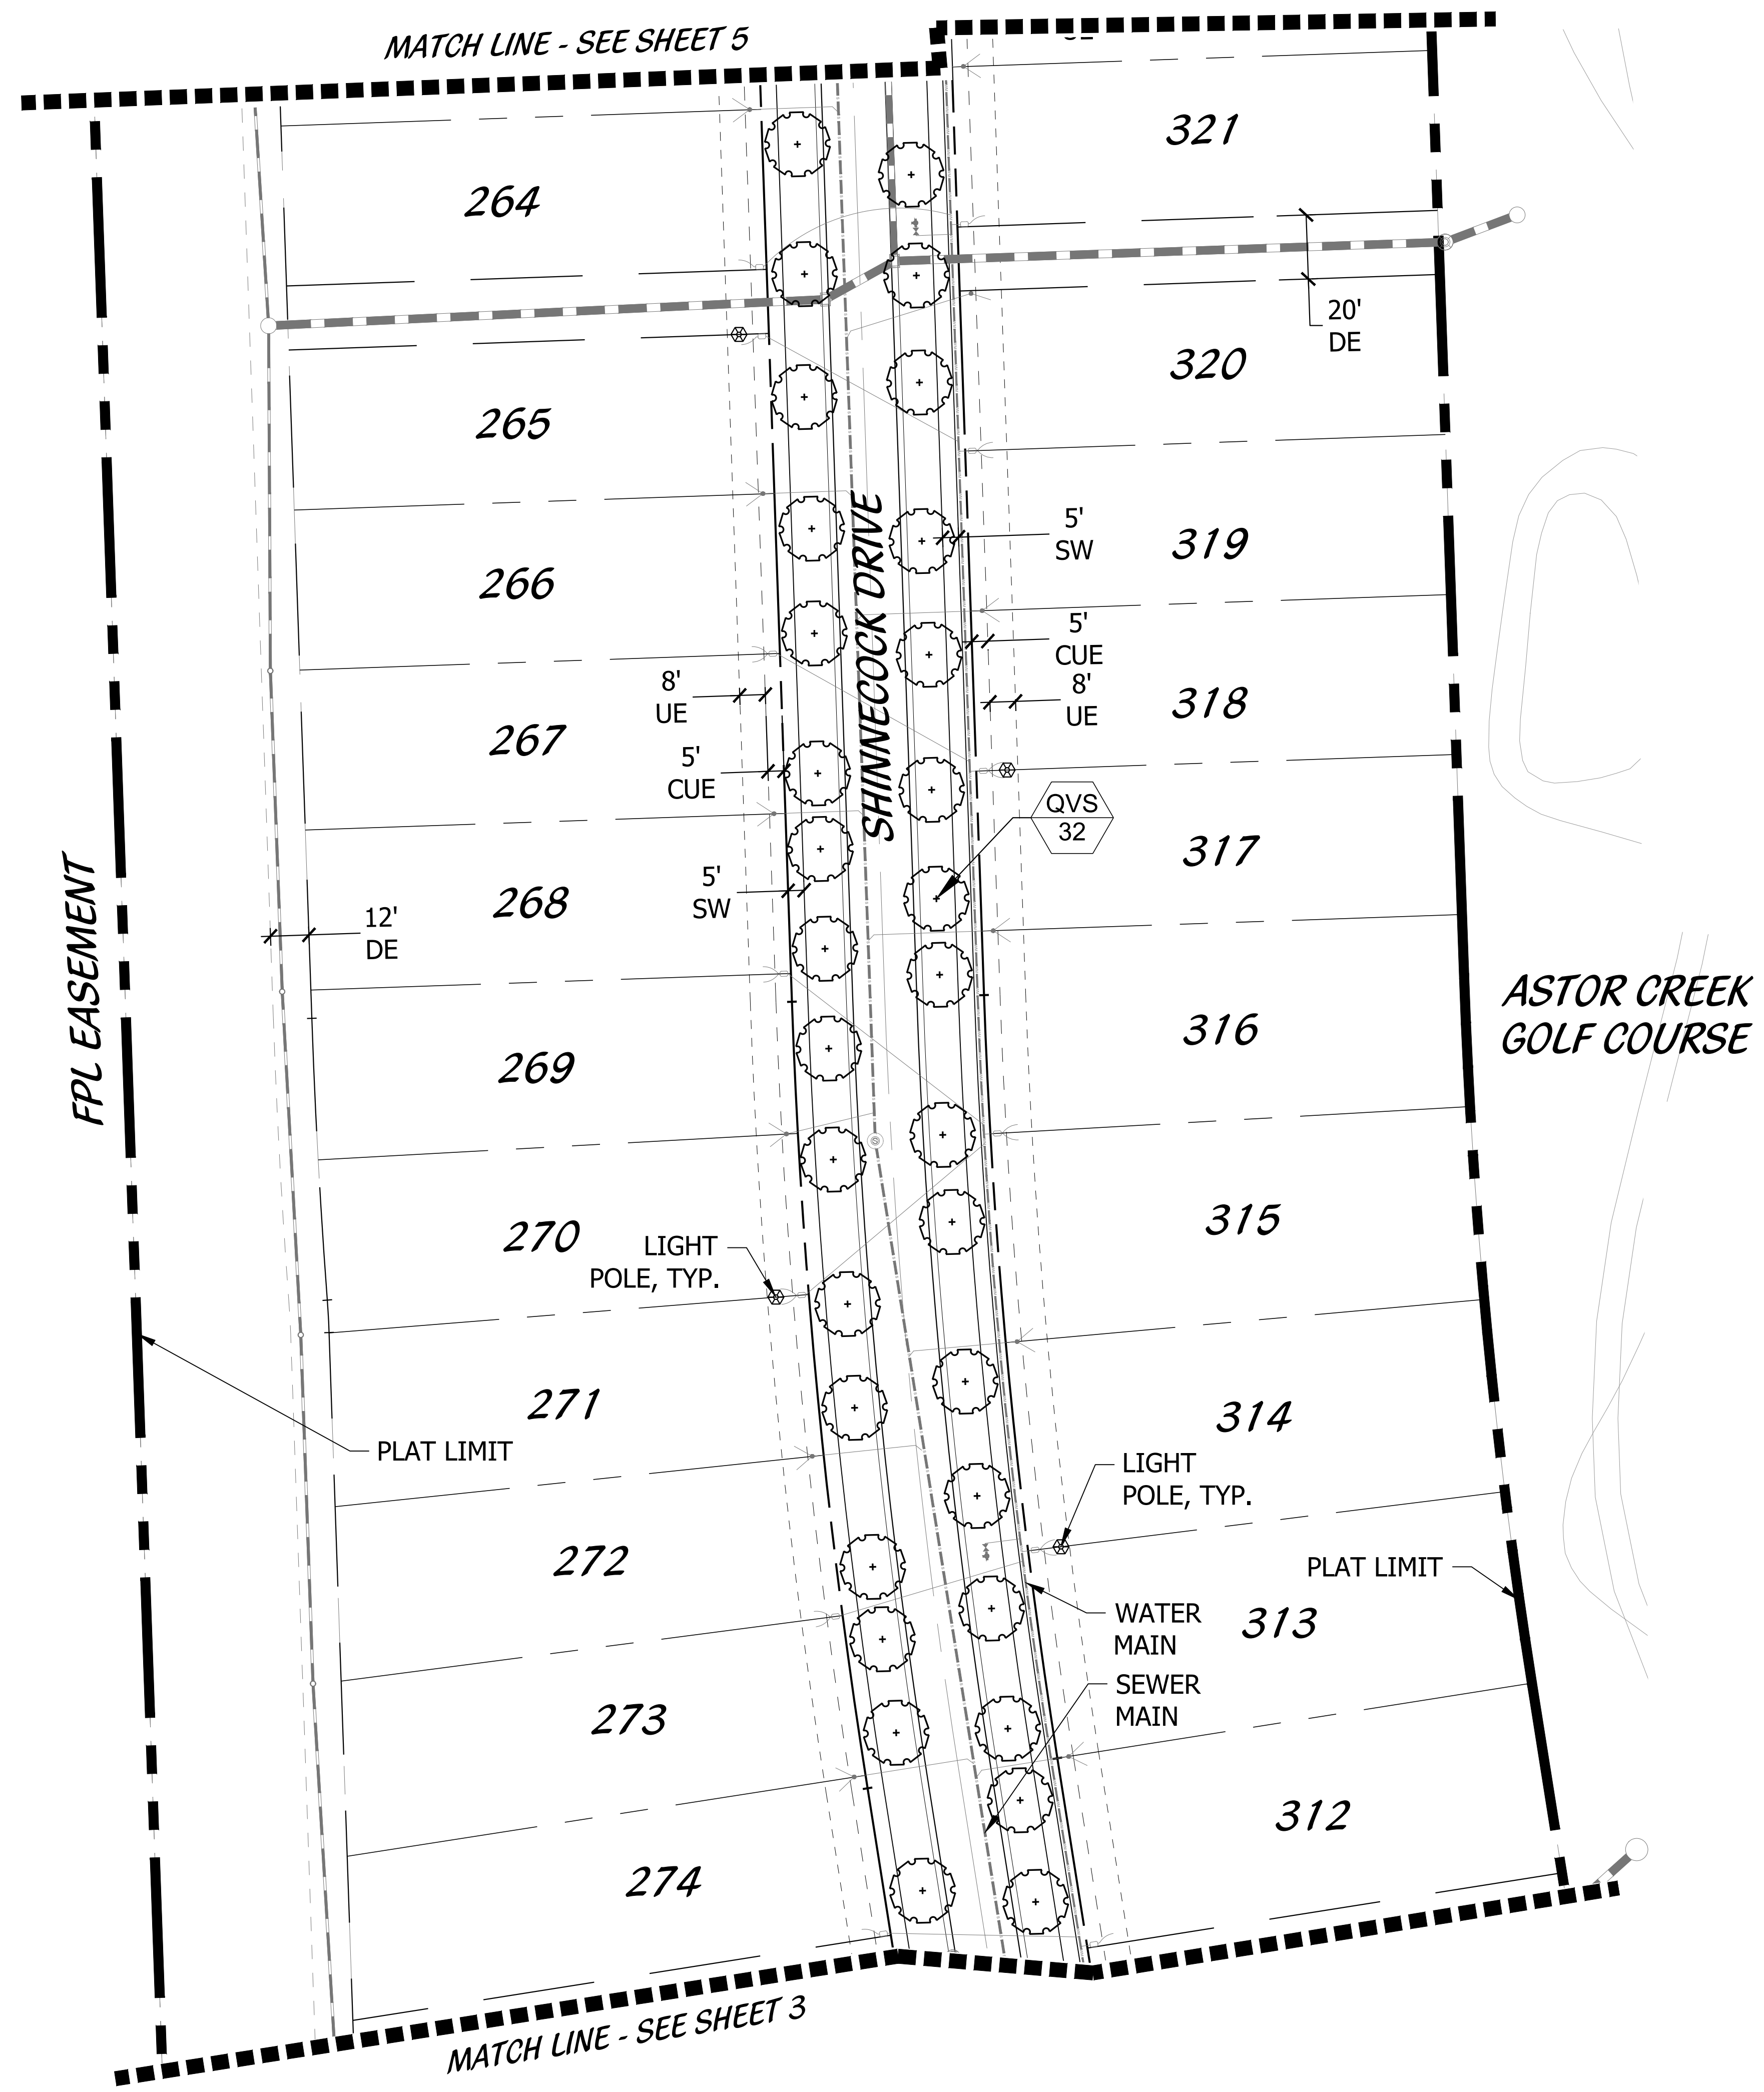 MATCH LINE - SEE SHEET 5
321
264
20'
DE
320
265
5'
SW
319
266
5'
CUE
8'
UE
318
8'
UE
267
5'
CUE
SHINNECOCK DRIVE
QVS
32
317
268
5'
SW
12'
DE
FPL EASEMENT
ASTOR CREEK
GOLF COURSE
316
269
315
270
LIGHT
POLE, TYP.
271
314
PLAT LIMIT
LIGHT
POLE, TYP.
272
PLAT LIMIT
WATER
MAIN
313
SEWER
MAIN
273
312
274
MATCH LINE - SEE SHEET 3